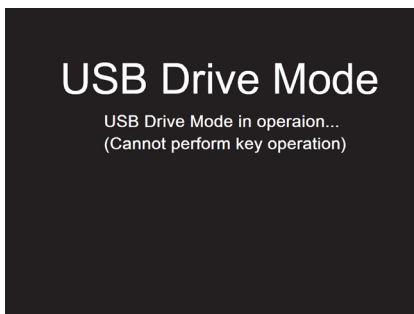 USB Drive Mode
USB Drive Mode in operaion...
(Cannot perform key operation)